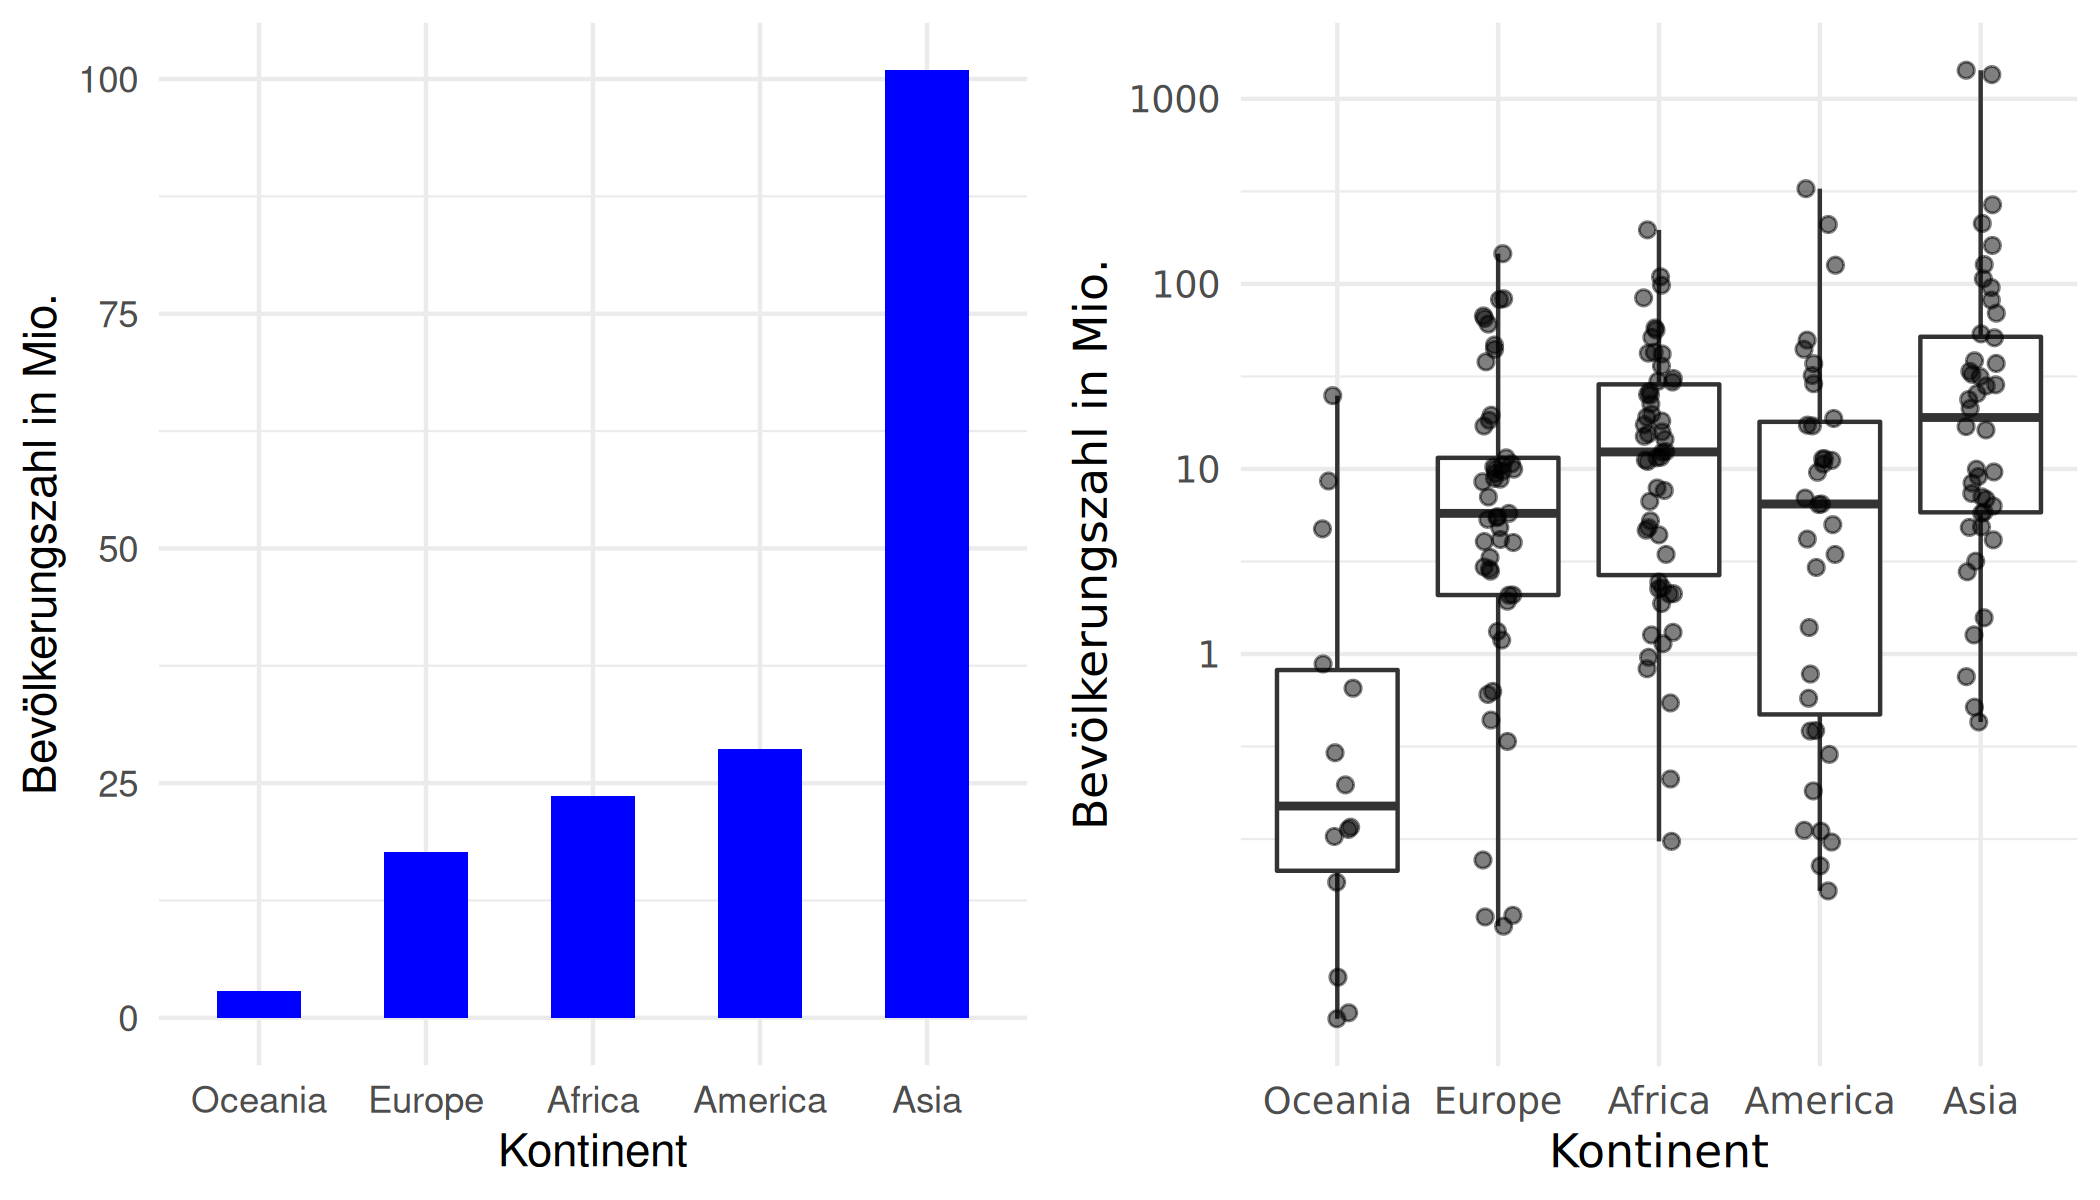 Bevölkerungszahl in Mio.
100
75
50
25
0
Oceania Europe Africa America Asia
Kontinent
Bevölkerungszahl in Mio.
1000
100
10
1
Oceania Europe Africa America Asia
Kontinent